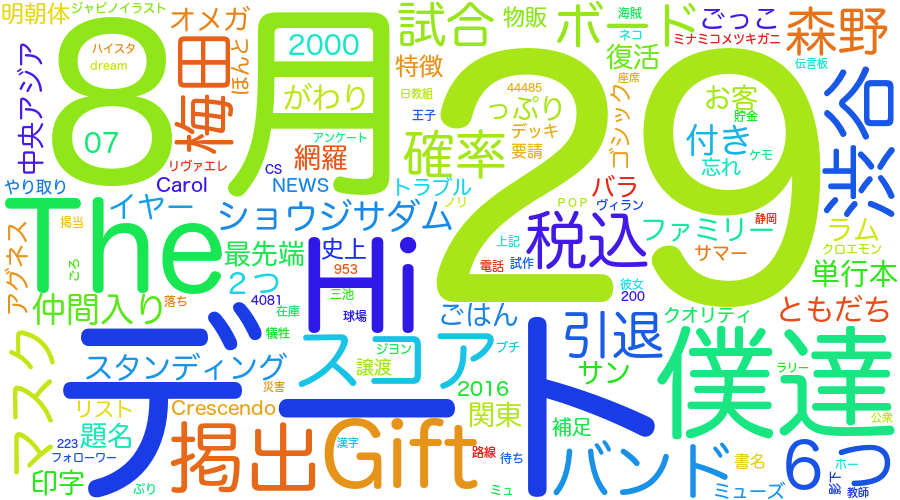 明朝体
ジャピノイラスト
オメガ
試合
物販
ボード
海賊
ネコ
ごっこ
ミナミコメツキガニ
森野
8月
29
ハイスタ
dream
梅田
ほんと
2000
特徴
復活
座席
伝言板
中央アジア
07
がわり
日教組
44485
っぷり
ゴシック
お客
貯金
渋谷
リヴァエレ
CS
アンケート
網羅
王子
確率
デッキ
要請
付き
忘れ
ケモ
やり取り
Carol
NEWS
トラブル
ノリ
POP
バラ
ヴィラン
イヤー
The
掲当
ショウジサダム
税込
ファミリー
静岡
ラム
クロエモン
アグネス
ごろ
最先端
史上
Hi
953
上記
電話
試作
サマー
単行本
2つ
三池
彼女
200
仲間入り
落ち
4081
在庫
犠牲
球場
ごはん
引退
クオリティ
ともだち
マスク
デート
スタンディング
スコア
ジヨン
譲渡
プチ
サン
僕達
ラリー
災害
リスト
Crescendo
2016
関東
補足
公衆
題名
223
フォローワー
掲出
Gift
漢字
路線
待ち
バンド
書名
6つ
ホー
印字
ぶり
ミュ
ミューズ
影下
教師